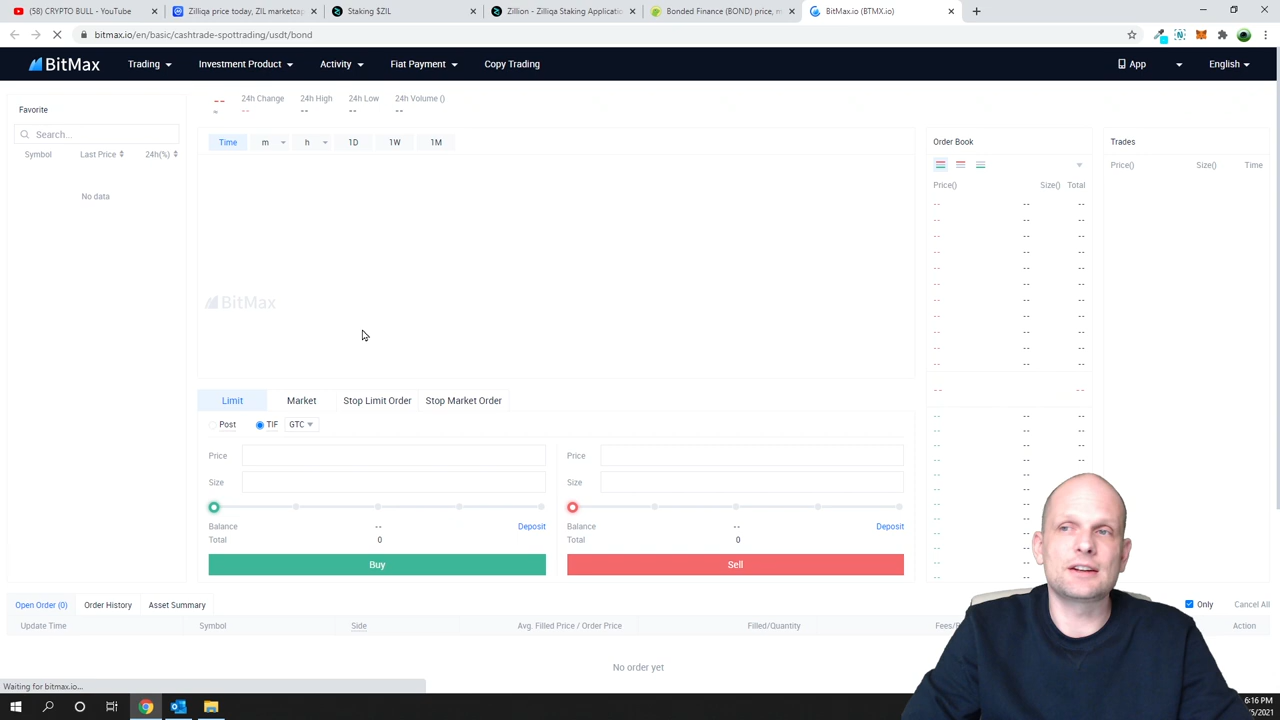 (58) CRYPTO BULL - YouTube
Zilliqa price today, ZIL marketcap
Staking $ZIL
Zillion - Zilliqa Staking Applicatio
Bonded Finance (BOND) price, m
BitMax.io (BTMX.io)
bitmax.io/en/basic/cashtrade-spottrading/usdt/bond
BitMax
Trading
Investment Product
Activity
Fiat Payment
Copy Trading
App
English
Favorite
Search...
Symbol Last Price 24h(%)
No data
--
24h Change 24h High 24h Low 24h Volume ()
-- -- -- --
Time m h 1D 1W 1M
BitMax
Order Book
Price() Size() Total
-- -- --
-- -- --
-- -- --
-- -- --
-- -- --
-- -- --
-- -- --
-- -- --
-- -- --
-- -- --
-- -- --
-- --
-- -- --
-- -- --
-- -- --
-- -- --
-- --
-- --
--
--
--
--
--
Trades
Price() Size() Time
Limit Market Stop Limit Order Stop Market Order
Post TIF GTC
Price
Size
Balance -- Deposit
Total 0
Buy
Price
Size
Balance -- Deposit
Total 0
Sell
Open Order (0) Order History Asset Summary
Only Cancel All
Update Time Symbol Side Avg. Filled Price / Order Price Filled/Quantity Action
No order yet
Waiting for bitmax.io...
6:16 PM